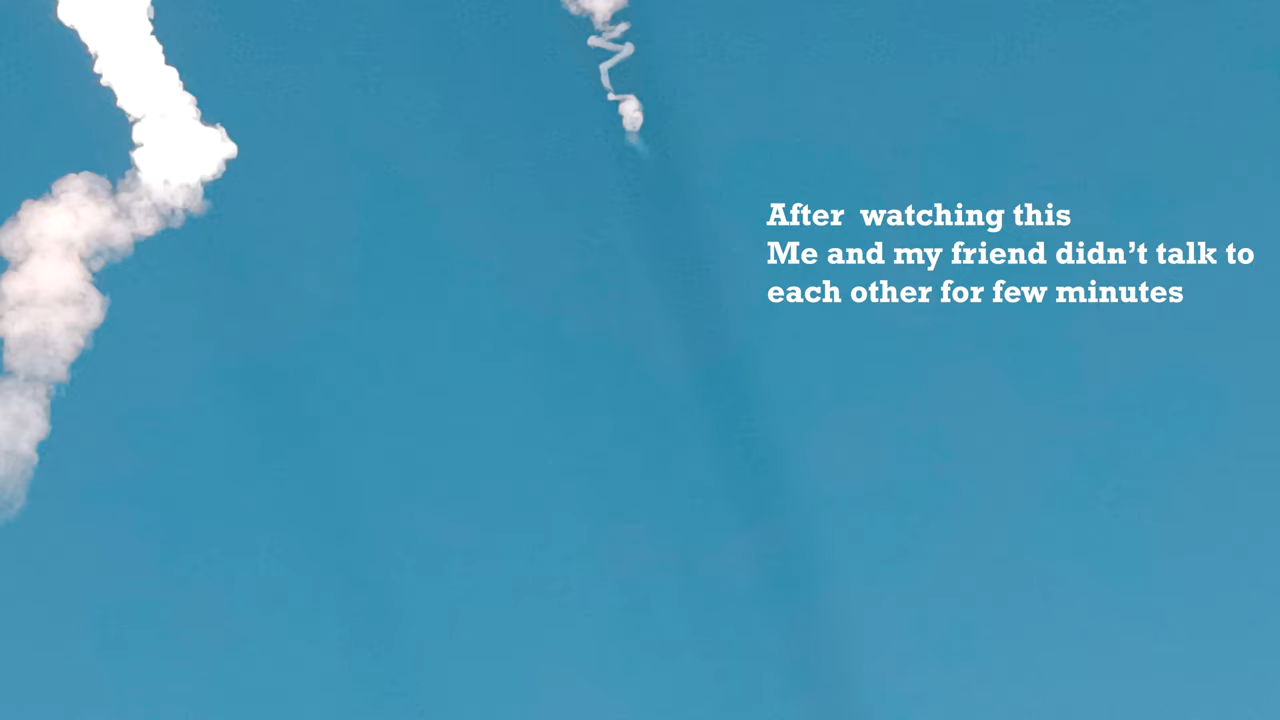 After  watching this
Me and my friend didn’t talk to
each other for few minutes